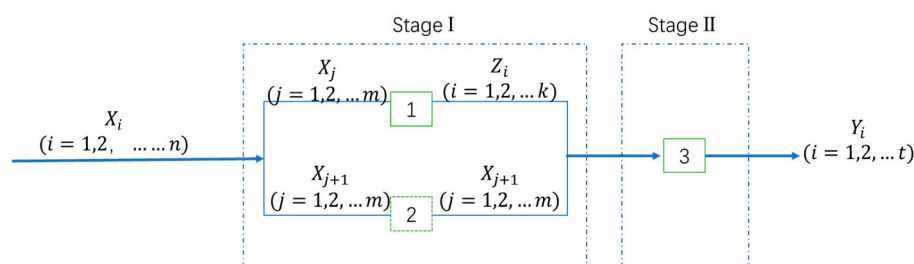 Stage Ⅰ
Stage Ⅱ
X_j
(j = 1,2, … m)
1
Z_i
(i = 1,2, … k)
X_i
(i = 1,2, … … n)
3
Y_i
(i = 1,2, … t)
X_{j+1}
(j = 1,2, … m)
2
X_{j+1}
(j = 1,2, … m)